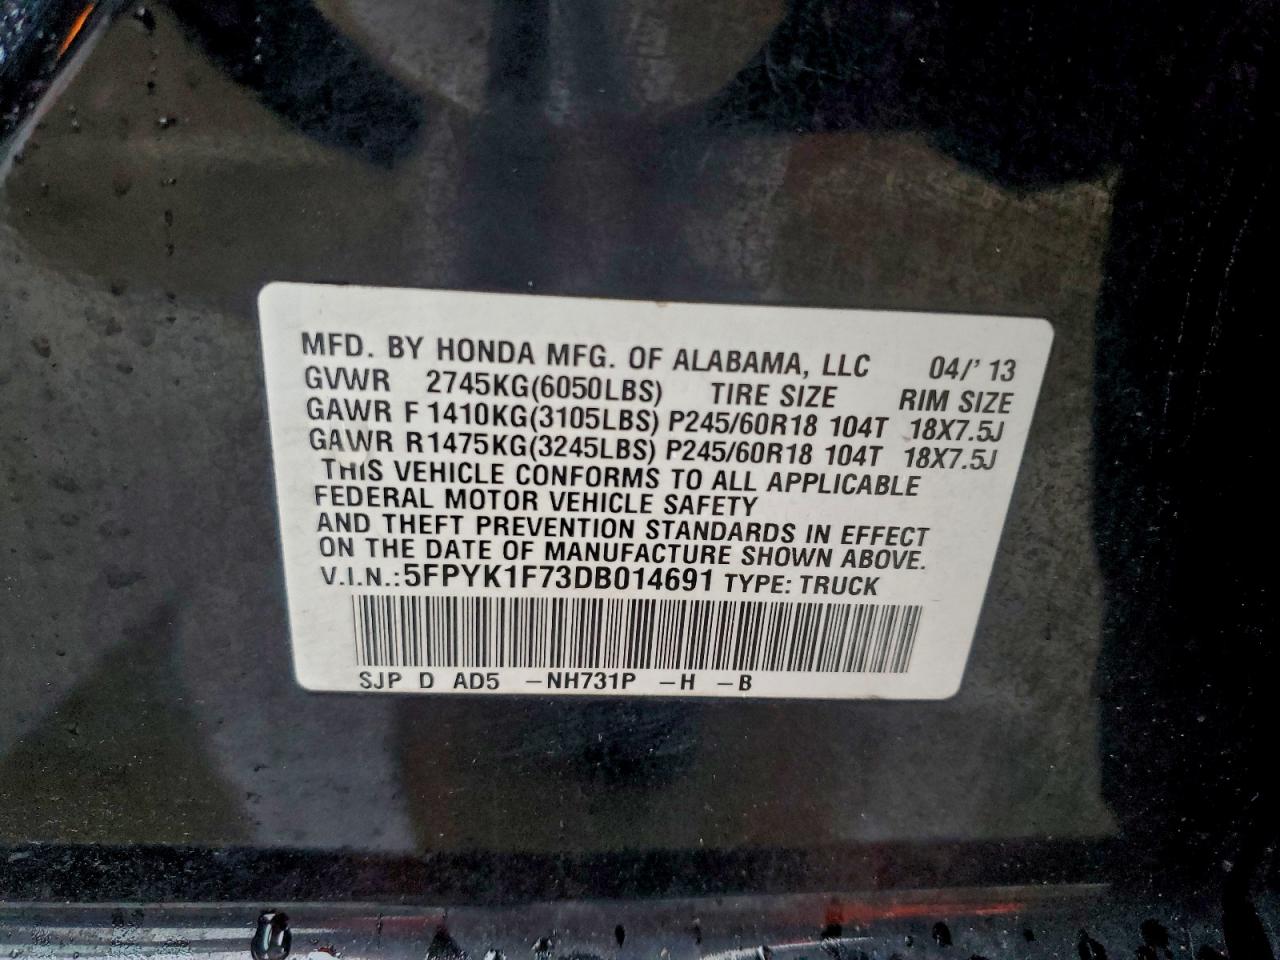 MFD. BY HONDA MFG. OF ALABAMA, LLC 04/'13
GVWR 2745KG(6050LBS) TIRE SIZE RIM SIZE
GAWR F 1410KG(3105LBS) P245/60R18 104T 18X7.5J
GAWR R1475KG(3245LBS) P245/60R18 104T 18X7.5J
THIS VEHICLE CONFORMS TO ALL APPLICABLE
FEDERAL MOTOR VEHICLE SAFETY
AND THEFT PREVENTION STANDARDS IN EFFECT
ON THE DATE OF MANUFACTURE SHOWN ABOVE.
V.I.N.:5FPYK1F73DB014691 TYPE: TRUCK
SJP D AD5 -NH731P -H -B